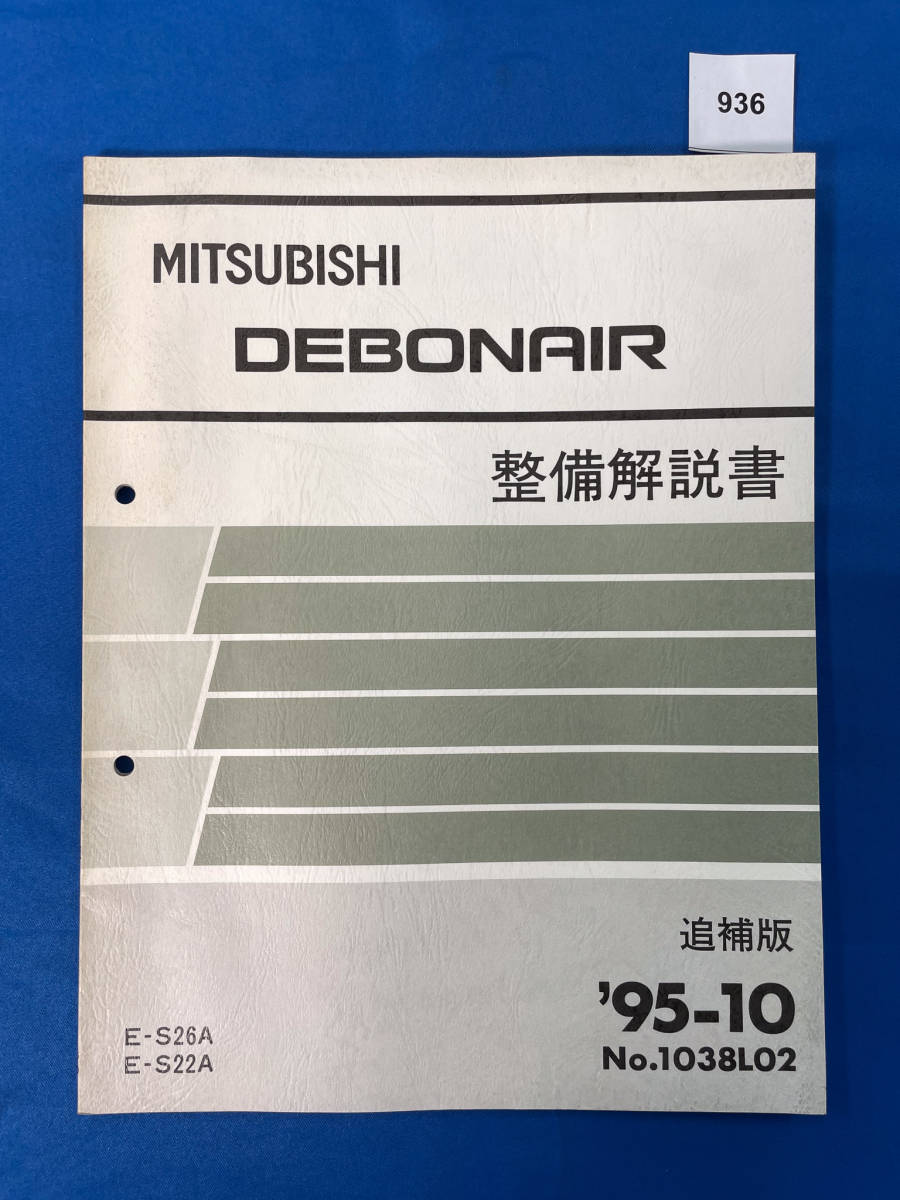 936
MITSUBISHI
DEBONAIR
整備解説書
追補版
'95-10
No.1038L02
E-S26A
E-S22A